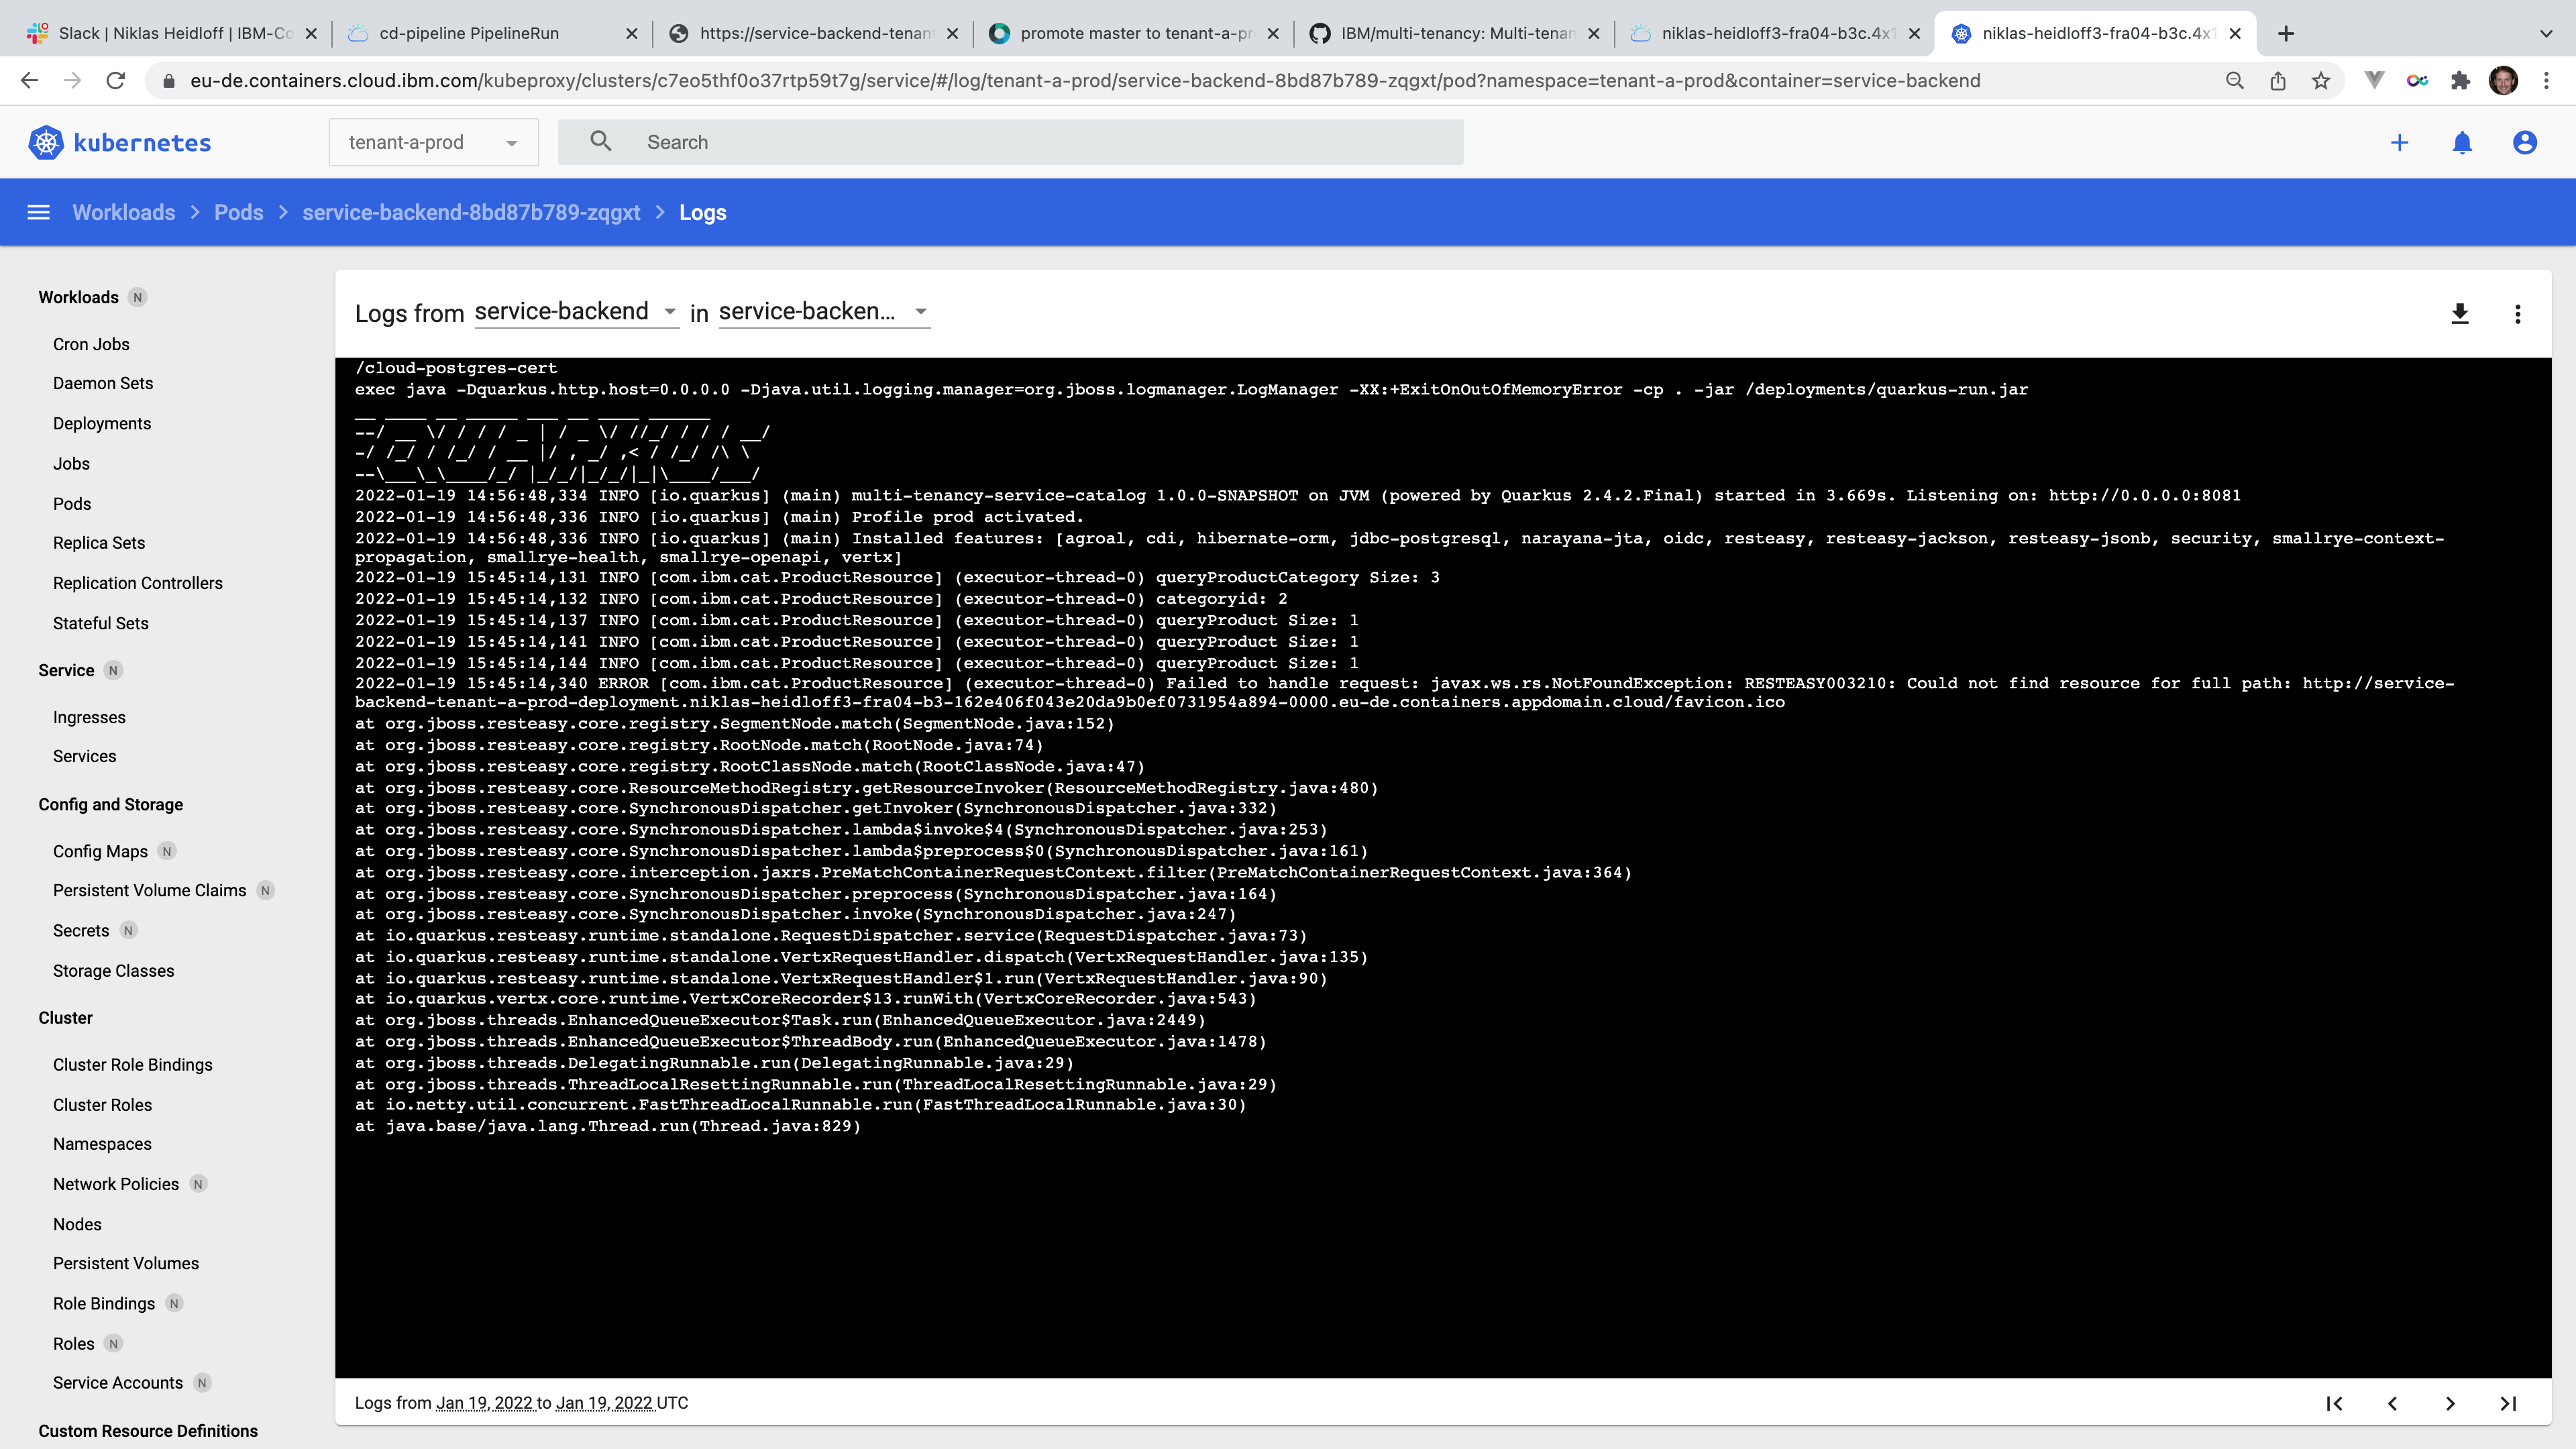 Slack | Niklas Heidloff | IBM-Co
cd-pipeline PipelineRun
https://service-backend-tenant
promote master to tenant-a-pr
IBM/multi-tenancy: Multi-tenan
niklas-heidloff3-fra04-b3c.4x1
niklas-heidloff3-fra04-b3c.4x1
eu-de.containers.cloud.ibm.com/kubeproxy/clusters/c7eo5thf0o37rtp59t7g/service/#/log/tenant-a-prod/service-backend-8bd87b789-zqgxt/pod?namespace=tenant-a-prod&container=service-backend
kubernetes
tenant-a-prod
Search
Workloads > Pods > service-backend-8bd87b789-zqgxt > Logs
Workloads N
Cron Jobs
Daemon Sets
Deployments
Jobs
Pods
Replica Sets
Replication Controllers
Stateful Sets
Service N
Ingresses
Services
Config and Storage
Config Maps N
Persistent Volume Claims N
Secrets N
Storage Classes
Cluster
Cluster Role Bindings
Cluster Roles
Namespaces
Network Policies N
Nodes
Persistent Volumes
Role Bindings N
Roles N
Service Accounts N
Custom Resource Definitions
Logs from service-backend in service-backen...
/cloud-postgres-cert
exec java -Dquarkus.http.host=0.0.0.0 -Djava.util.logging.manager=org.jboss.logmanager.LogManager -XX:+ExitOnOutOfMemoryError -cp . -jar /deployments/quarkus-run.jar
__ ____ __ _____ ___ __ ____ ______
--/ __ \/ / / / _ | / _ \/ //_/ / / / __/
-/ /_/ / /_/ / __ |/ , _/ ,< / /_/ /\ \
--\___\_\____/_/ |_/_/|_/_/|_|\____/___/
2022-01-19 14:56:48,334 INFO [io.quarkus] (main) multi-tenancy-service-catalog 1.0.0-SNAPSHOT on JVM (powered by Quarkus 2.4.2.Final) started in 3.669s. Listening on: http://0.0.0.0:8081
2022-01-19 14:56:48,336 INFO [io.quarkus] (main) Profile prod activated.
2022-01-19 14:56:48,336 INFO [io.quarkus] (main) Installed features: [agroal, cdi, hibernate-orm, jdbc-postgresql, narayana-jta, oidc, resteasy, resteasy-jackson, resteasy-jsonb, security, smallrye-context-
propagation, smallrye-health, smallrye-openapi, vertx]
2022-01-19 15:45:14,131 INFO [com.ibm.cat.ProductResource] (executor-thread-0) queryProductCategory Size: 3
2022-01-19 15:45:14,132 INFO [com.ibm.cat.ProductResource] (executor-thread-0) categoryid: 2
2022-01-19 15:45:14,137 INFO [com.ibm.cat.ProductResource] (executor-thread-0) queryProduct Size: 1
2022-01-19 15:45:14,141 INFO [com.ibm.cat.ProductResource] (executor-thread-0) queryProduct Size: 1
2022-01-19 15:45:14,144 INFO [com.ibm.cat.ProductResource] (executor-thread-0) queryProduct Size: 1
2022-01-19 15:45:14,340 ERROR [com.ibm.cat.ProductResource] (executor-thread-0) Failed to handle request: javax.ws.rs.NotFoundException: RESTEASY003210: Could not find resource for full path: http://service-
backend-tenant-a-prod-deployment.niklas-heidloff3-fra04-b3-162e406f043e20da9b0ef0731954a894-0000.eu-de.containers.appdomain.cloud/favicon.ico
at org.jboss.resteasy.core.registry.SegmentNode.match(SegmentNode.java:152)
at org.jboss.resteasy.core.registry.RootNode.match(RootNode.java:74)
at org.jboss.resteasy.core.registry.RootClassNode.match(RootClassNode.java:47)
at org.jboss.resteasy.core.ResourceMethodRegistry.getResourceInvoker(ResourceMethodRegistry.java:480)
at org.jboss.resteasy.core.SynchronousDispatcher.getInvoker(SynchronousDispatcher.java:332)
at org.jboss.resteasy.core.SynchronousDispatcher.lambda$invoke$4(SynchronousDispatcher.java:253)
at org.jboss.resteasy.core.SynchronousDispatcher.lambda$preprocess$0(SynchronousDispatcher.java:161)
at org.jboss.resteasy.core.interception.jaxrs.PreMatchContainerRequestContext.filter(PreMatchContainerRequestContext.java:364)
at org.jboss.resteasy.core.SynchronousDispatcher.preprocess(SynchronousDispatcher.java:164)
at org.jboss.resteasy.core.SynchronousDispatcher.invoke(SynchronousDispatcher.java:247)
at io.quarkus.resteasy.runtime.standalone.RequestDispatcher.service(RequestDispatcher.java:73)
at io.quarkus.resteasy.runtime.standalone.VertxRequestHandler.dispatch(VertxRequestHandler.java:135)
at io.quarkus.resteasy.runtime.standalone.VertxRequestHandler$1.run(VertxRequestHandler.java:90)
at io.quarkus.vertx.core.runtime.VertxCoreRecorder$13.runWith(VertxCoreRecorder.java:543)
at org.jboss.threads.EnhancedQueueExecutor$Task.run(EnhancedQueueExecutor.java:2449)
at org.jboss.threads.EnhancedQueueExecutor$ThreadBody.run(EnhancedQueueExecutor.java:1478)
at org.jboss.threads.DelegatingRunnable.run(DelegatingRunnable.java:29)
at org.jboss.threads.ThreadLocalResettingRunnable.run(ThreadLocalResettingRunnable.java:29)
at io.netty.util.concurrent.FastThreadLocalRunnable.run(FastThreadLocalRunnable.java:30)
at java.base/java.lang.Thread.run(Thread.java:829)
Logs from Jan 19, 2022 to Jan 19, 2022 UTC